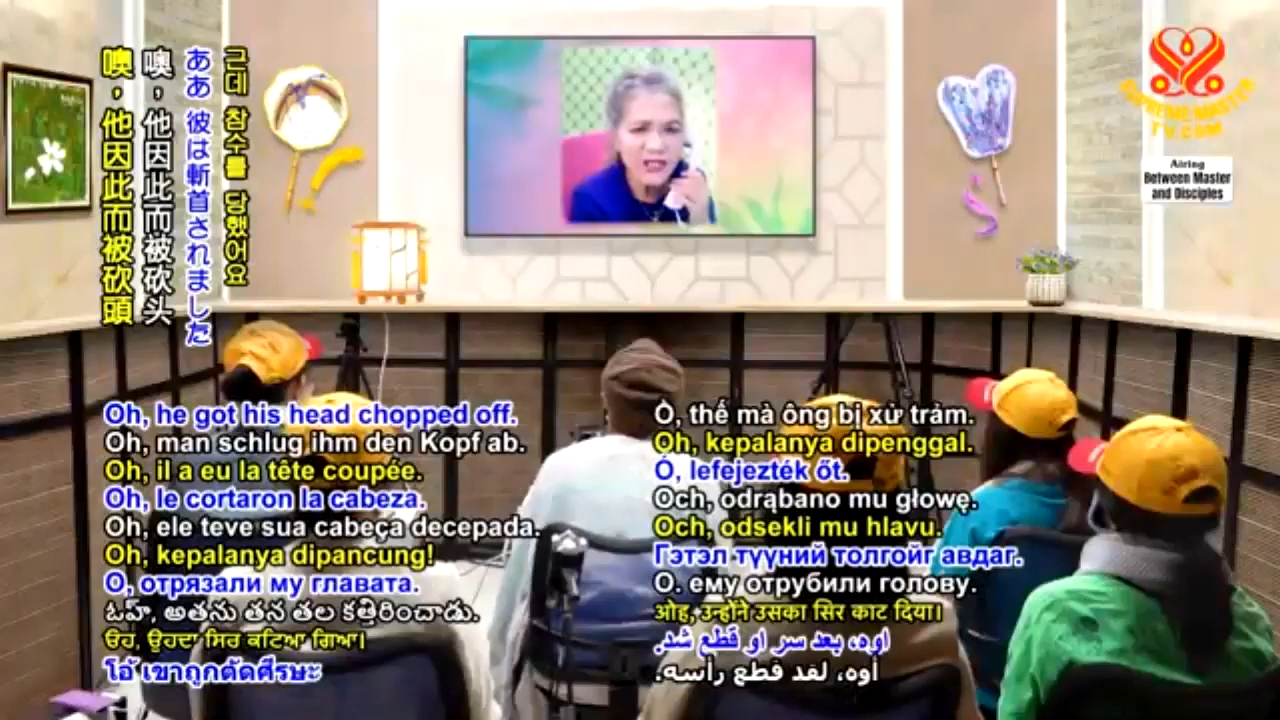 噢，他因此而被砍頭
噢，他因此而被砍头
ああ 彼は斬首されました
근데 참수를 당했어요
SUPREME MASTER
TV.COM
Airing
Between Master
and Disciples
Oh, he got his head chopped off.
Oh, man schlug ihm den Kopf ab.
Oh, il a eu la tête coupée.
Oh, le cortaron la cabeza.
Oh, ele teve sua cabeça decepada.
Oh, kepalanya dipancung!
О, отрязали му главата.
ఓహ్, అతను తన తల కత్తిరించాడు.
ਓਹ, ਉਹਦਾ ਸਿਰ ਕਟਿਆ ਗਿਆ।
โอ้ เขาถูกตัดศีรษะ
Ồ, thế mà ông bị xử trảm.
Oh, kepalanya dipenggal.
Ó, lefejezték őt.
Och, odrąbano mu głowę.
Och, odsekli mu hlavu.
Гэтэл түүний толгойг авдаг.
О, ему отрубили голову.
ओह, उन्होंने उसका सिर काट दिया।
اوه، بعد سر او قطع شد.
أوه، لقد قطع رأسه.